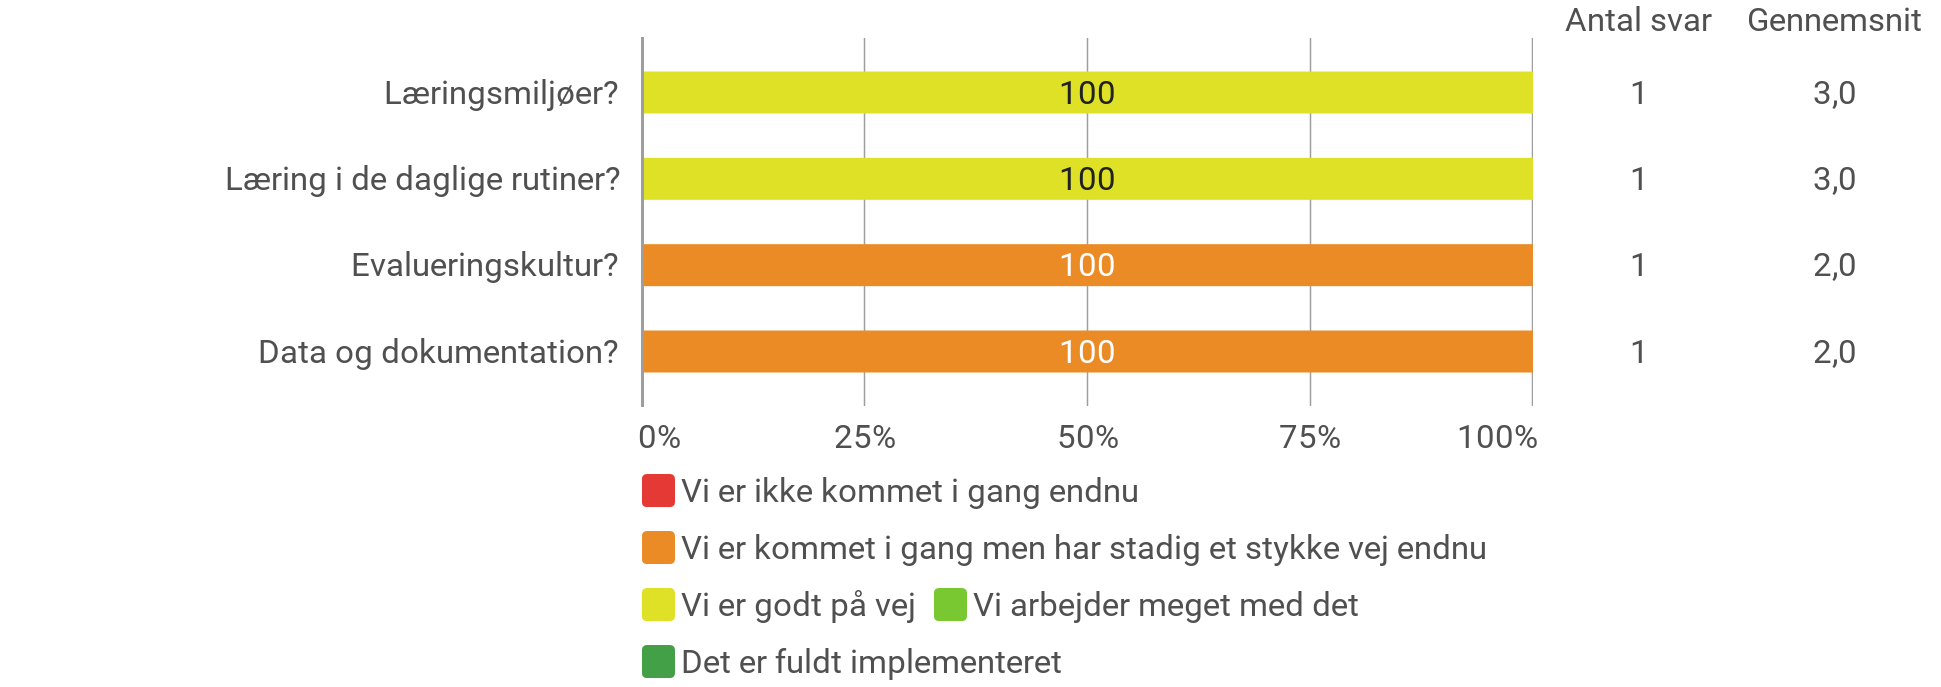 Antal svar Gennemsnit
Læringsmiljøer? 100 1 3,0
Læring i de daglige rutiner? 100 1 3,0
Evalueringskultur? 100 1 2,0
Data og dokumentation? 100 1 2,0
0% 25% 50% 75% 100%
Vi er ikke kommet i gang endnu
Vi er kommet i gang men har stadig et stykke vej endnu
Vi er godt på vej Vi arbejder meget med det
Det er fuldt implementeret